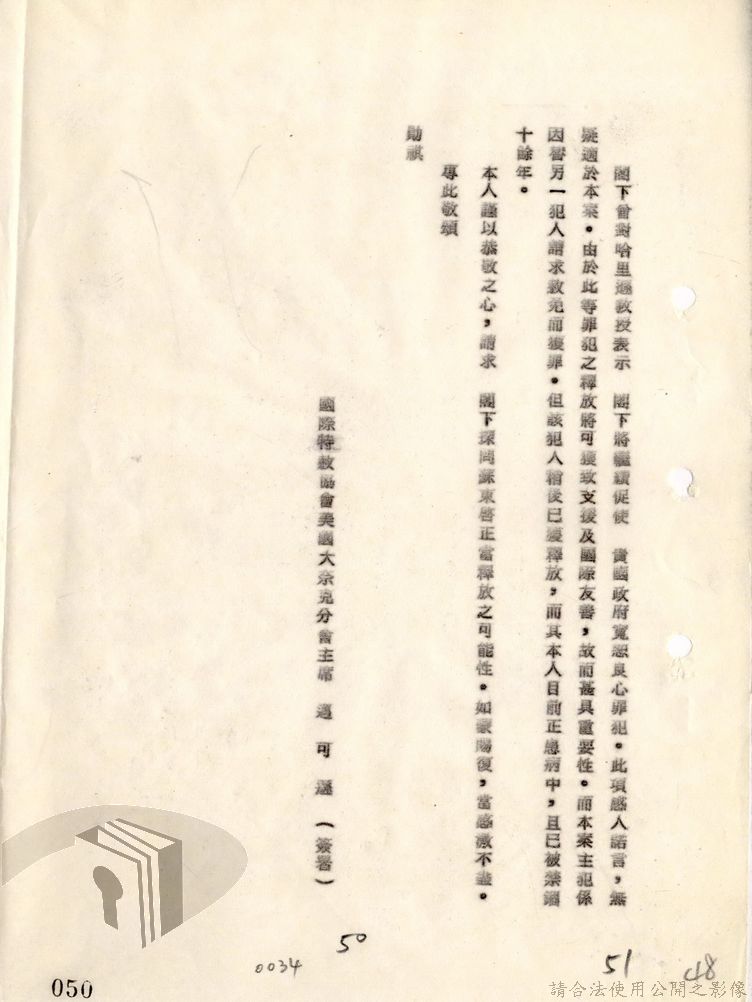 閣下曾對哈里遜教授表示　閣下將繼續促使　貴國政府寬恕良心罪犯。此項感人諾言，無
疑適於本案。由於此等罪犯之釋放將可獲致支援及國際友善，故而甚具重要性。而本案主犯係
因替另一犯人請求赦免而獲罪。但該犯人稍後已獲釋放，而其本人目前正患病中，且已被禁錮
十餘年。
本人謹以恭敬之心，請求　閣下探問蘇東啓正當釋放之可能性。如蒙賜復，當感激不盡。
專此敬頌
勛祺
國際特赦協會美國大奈克分會主席　邁可遜（簽署）
50
0034
51
48
050
請合法使用公開之影像